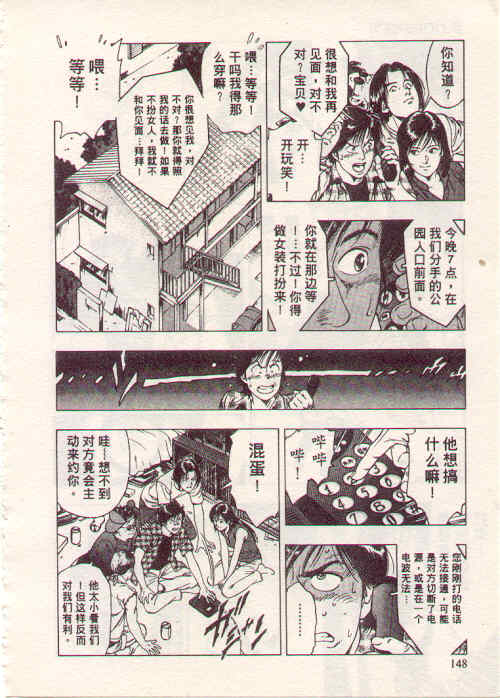 你知道?
很想和我再
见面,对不
对?宝贝♥
开…
开玩笑!
今晚7点,在
我们分手的公
园入口前面。
你就在那边等
!…不过!你得
做女装打扮来!
喂…等等!
干吗我得那
么穿嘛?
你很想见我,对
不对?那你就得照
我的话去做!如果
不扮女人,我就不
和你见面…拜拜!
喂…
等等!
他想搞
什么嘛!
哔
哔
哔!
混蛋!
哇…想不到
对方竟会主
动来约你。
他太小看我们
!但这样反而
对我们有利。
您刚刚打的电话
无法接通,可能
是对方切断了电
源,或是在一个
电波无法…
………
148